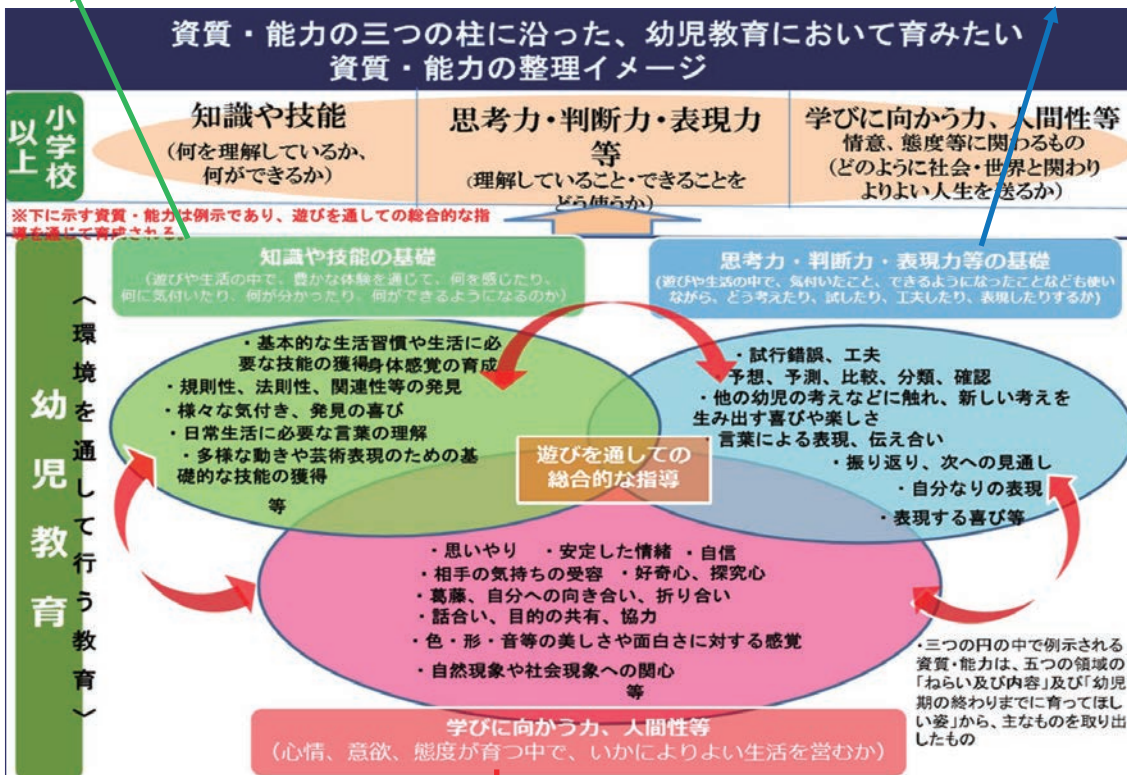 資質・能力の三つの柱に沿った、幼児教育において育みたい
資質・能力の整理イメージ
小学校
以上
知識や技能
(何を理解しているか、
何ができるか)
思考力・判断力・表現力
等
(理解していること・できることを
どう使うか)
学びに向かう力、人間性等
情意、態度等に関わるもの
(どのように社会・世界と関わり
よりよい人生を送るか)
※下に示す資質・能力は例示であり、遊びを通しての総合的な指
導を通じて育成される。
幼児教育
〈環境を通して行う教育〉
知識や技能の基礎
(遊びや生活の中で、豊かな体験を通じて、何を感じたり、
何に気付いたり、何が分かったり、何ができるようになるのか)
思考力・判断力・表現力等の基礎
(遊びや生活の中で、気付いたこと、できるようになったことなども使い
ながら、どう考えたり、試したり、工夫したり、表現したりするか)
・基本的な生活習慣や生活に必
要な技能の獲得・身体感覚の育成
・規則性、法則性、関連性等の発見
・様々な気付き、発見の喜び
・日常生活に必要な言葉の理解
・多様な動きや芸術表現のための基
礎的な技能の獲得
等
・試行錯誤、工夫
・予想、予測、比較、分類、確認
・他の幼児の考えなどに触れ、新しい考えを
生み出す喜びや楽しさ
・言葉による表現、伝え合い
・振り返り、次への見通し
・自分なりの表現
・表現する喜び等
遊びを通しての
総合的な指導
・思いやり ・安定した情緒 ・自信
・相手の気持ちの受容 ・好奇心、探究心
・葛藤、自分への向き合い、折り合い
・話合い、目的の共有、協力
・色・形・音等の美しさや面白さに対する感覚
・自然現象や社会現象への関心
等
学びに向かう力、人間性等
(心情、意欲、態度が育つ中で、いかによりよい生活を営むか)
・三つの円の中で例示される
資質・能力は、五つの領域の
「ねらい及び内容」及び「幼児
期の終わりまでに育ってほし
い姿」から、主なものを取り出
したもの